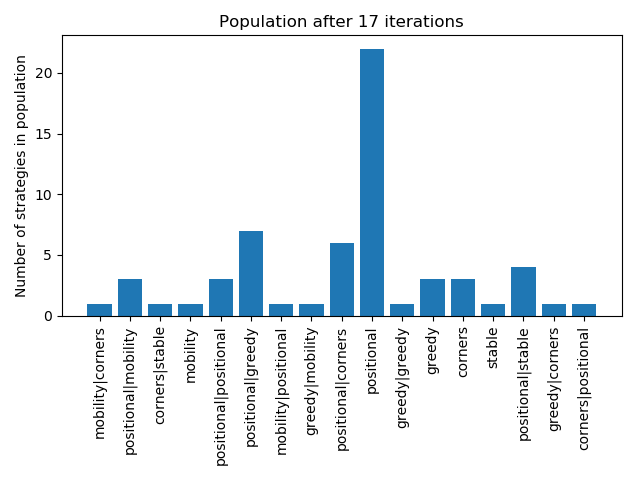 Population after 17 iterations
Number of strategies in population
20
15
10
5
0
mobility|corners
positional|mobility
corners|stable
mobility
positional|positional
positional|greedy
mobility|positional
greedy|mobility
positional|corners
positional
greedy|greedy
greedy
corners
stable
positional|stable
greedy|corners
corners|positional